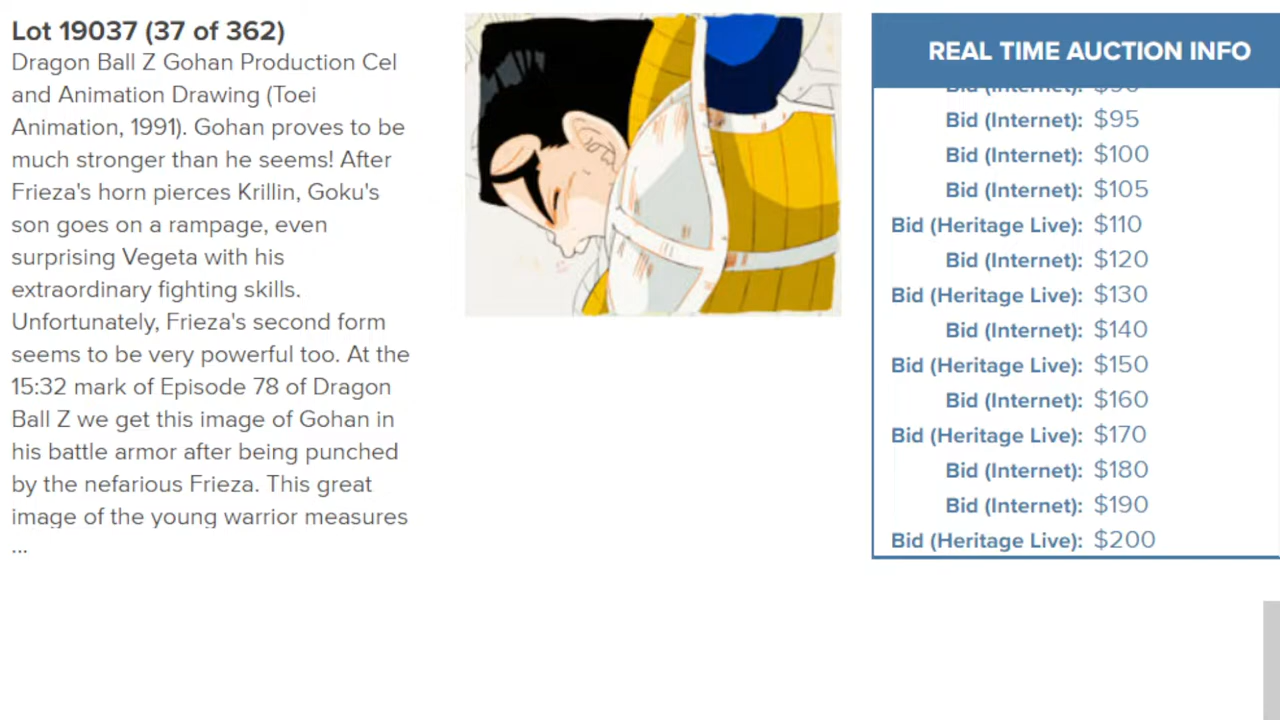 Lot 19037 (37 of 362)
Dragon Ball Z Gohan Production Cel
and Animation Drawing (Toei
Animation, 1991). Gohan proves to be
much stronger than he seems! After
Frieza's horn pierces Krillin, Goku's
son goes on a rampage, even
surprising Vegeta with his
extraordinary fighting skills.
Unfortunately, Frieza's second form
seems to be very powerful too. At the
15:32 mark of Episode 78 of Dragon
Ball Z we get this image of Gohan in
his battle armor after being punched
by the nefarious Frieza. This great
image of the young warrior measures
...
REAL TIME AUCTION INFO
Bid (Internet): $90
Bid (Internet): $95
Bid (Internet): $100
Bid (Internet): $105
Bid (Heritage Live): $110
Bid (Internet): $120
Bid (Heritage Live): $130
Bid (Internet): $140
Bid (Heritage Live): $150
Bid (Internet): $160
Bid (Heritage Live): $170
Bid (Internet): $180
Bid (Internet): $190
Bid (Heritage Live): $200